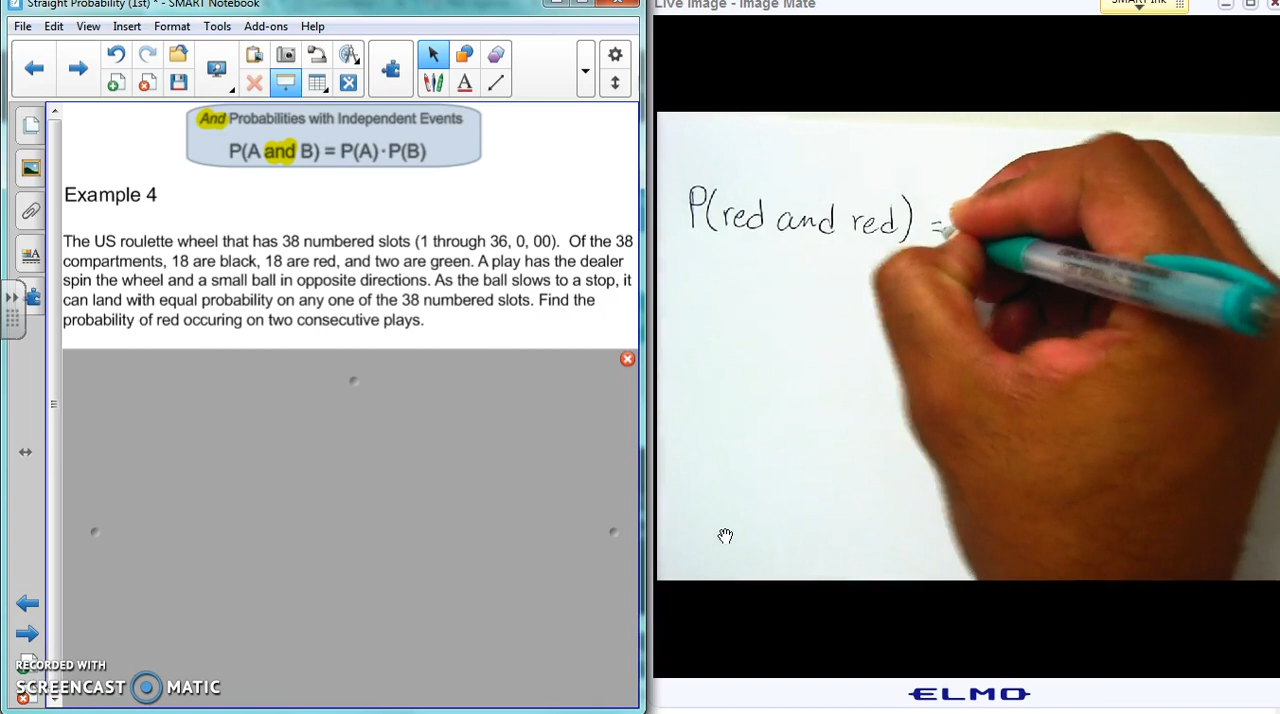 Straight Probability (1st) * - SMART Notebook
File Edit View Insert Format Tools Add-ons Help
And Probabilities with Independent Events
P(A and B) = P(A) · P(B)
Example 4
The US roulette wheel that has 38 numbered slots (1 through 36, 0, 00). Of the 38
compartments, 18 are black, 18 are red, and two are green. A play has the dealer
spin the wheel and a small ball in opposite directions. As the ball slows to a stop, it
can land with equal probability on any one of the 38 numbered slots. Find the
probability of red occuring on two consecutive plays.
RECORDED WITH
SCREENCAST MATIC
Live Image - Image Mate
SMART Ink
P(red and red) =
ELMO